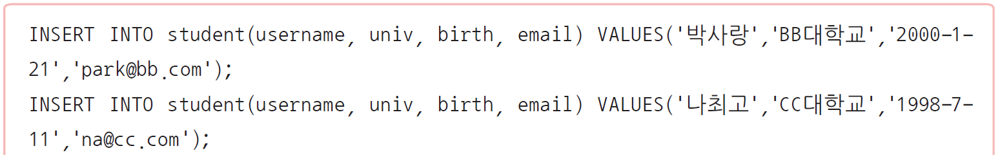 INSERT INTO student(username, univ, birth, email) VALUES('박사랑','BB대학교','2000-1-
21','park@bb.com');
INSERT INTO student(username, univ, birth, email) VALUES('나최고','CC대학교','1998-7-
11','na@cc.com');